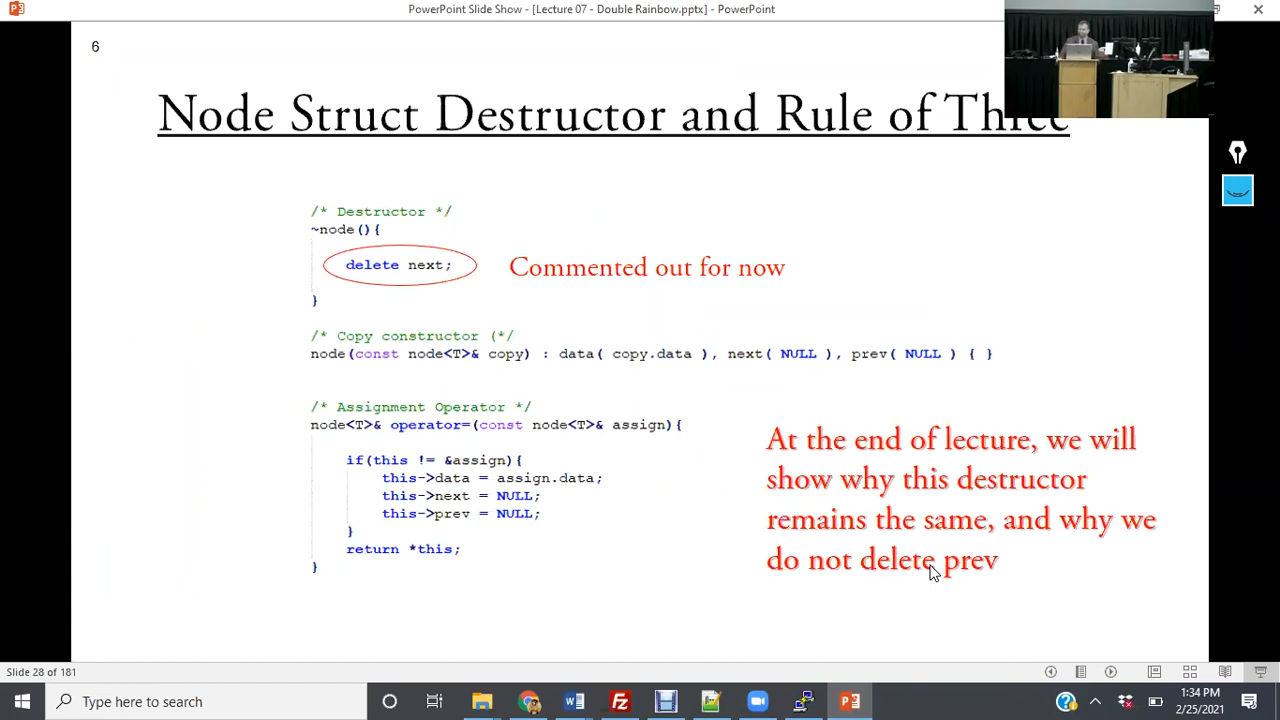 PowerPoint Slide Show - [Lecture 07 - Double Rainbow.pptx] - PowerPoint
6
Node Struct Destructor and Rule of Three
/* Destructor */
~node(){
delete next;
Commented out for now
}
/* Copy constructor (*/
node(const node<T>& copy) : data( copy.data ), next( NULL ), prev( NULL ) { }
/* Assignment Operator */
node<T>& operator=(const node<T>& assign){
if(this != &assign){
this->data = assign.data;
this->next = NULL;
this->prev = NULL;
}
return *this;
}
At the end of lecture, we will
show why this destructor
remains the same, and why we
do not delete prev
Slide 28 of 181
Type here to search
1:34 PM
2/25/2021